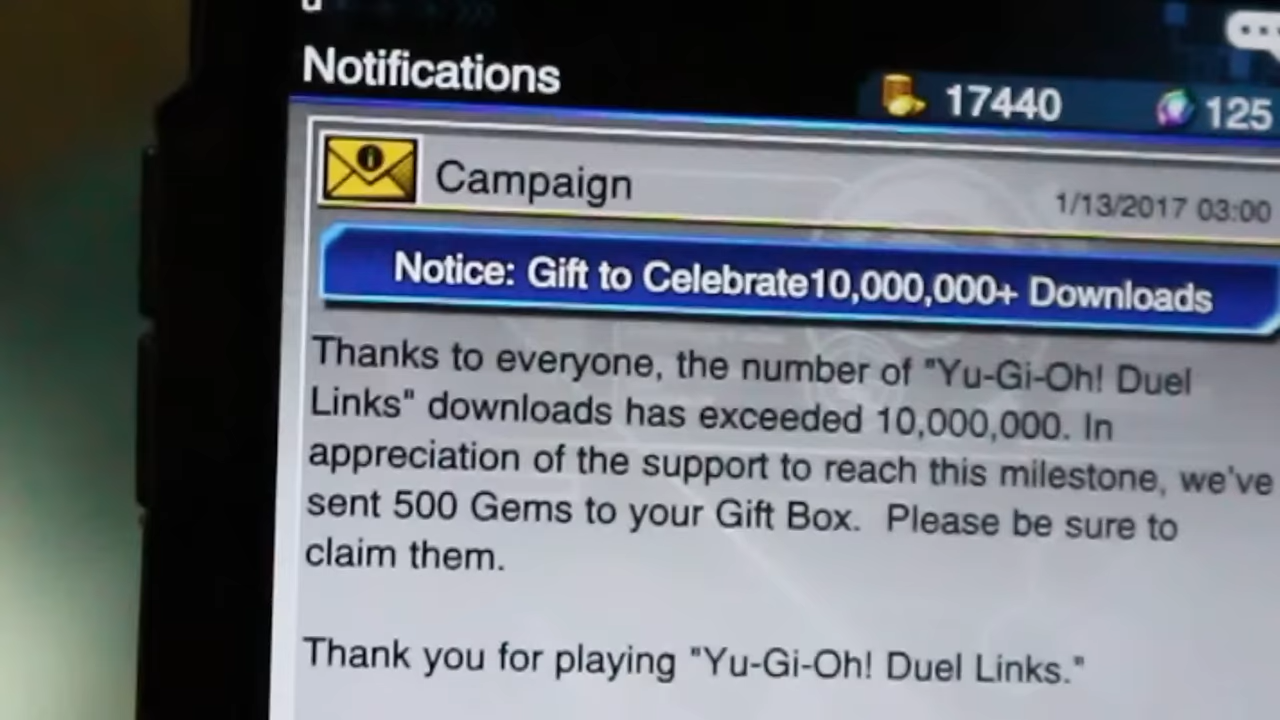 Notifications
17440
125
Campaign
1/13/2017 03:00
Notice: Gift to Celebrate10,000,000+ Downloads
Thanks to everyone, the number of "Yu-Gi-Oh! Duel
Links" downloads has exceeded 10,000,000. In
appreciation of the support to reach this milestone, we've
sent 500 Gems to your Gift Box.  Please be sure to
claim them.
Thank you for playing "Yu-Gi-Oh! Duel Links."